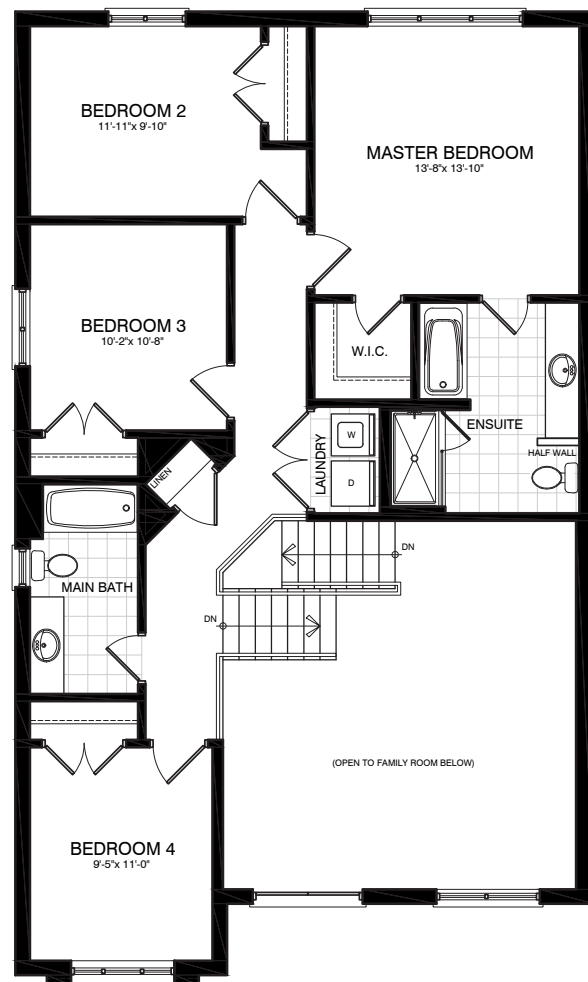 BEDROOM 2
11'-11"x 9'-10"
MASTER BEDROOM
13'-8"x 13'-10"
BEDROOM 3
10'-2"x 10'-8"
W.I.C.
ENSUITE
HALF WALL
LAUNDRY
W
D
LINEN
DN
MAIN BATH
DN
(OPEN TO FAMILY ROOM BELOW)
BEDROOM 4
9'-5"x 11'-0"